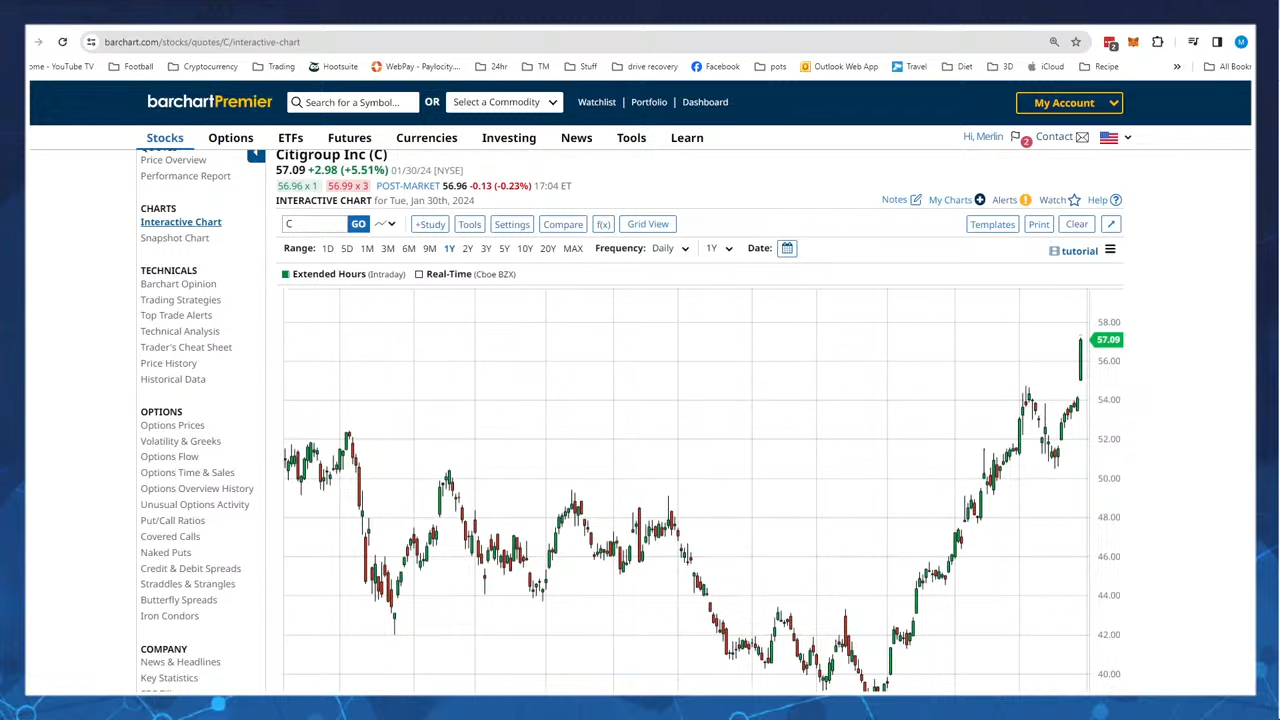 barchart.com/stocks/quotes/C/interactive-chart
2
M
ome - YouTube TV Football Cryptocurrency Trading Hootsuite WebPay - Paylocity.... 24hr TM Stuff drive recovery Facebook pots Outlook Web App Travel Diet 3D iCloud Recipe » All Bookr
barchartPremier Search for a Symbol... OR Select a Commodity Watchlist Portfolio Dashboard My Account
Stocks Options ETFs Futures Currencies Investing News Tools Learn Hi, Merlin 2 Contact
Price Overview
Performance Report
CHARTS
Interactive Chart
Snapshot Chart
TECHNICALS
Barchart Opinion
Trading Strategies
Top Trade Alerts
Technical Analysis
Trader's Cheat Sheet
Price History
Historical Data
OPTIONS
Options Prices
Volatility & Greeks
Options Flow
Options Time & Sales
Options Overview History
Unusual Options Activity
Put/Call Ratios
Covered Calls
Naked Puts
Credit & Debit Spreads
Straddles & Strangles
Butterfly Spreads
Iron Condors
COMPANY
News & Headlines
Key Statistics
Citigroup Inc (C)
57.09 +2.98 (+5.51%) 01/30/24 [NYSE]
56.96 x 1 56.99 x 3 POST-MARKET 56.96 -0.13 (-0.23%) 17:04 ET
INTERACTIVE CHART for Tue, Jan 30th, 2024
Notes My Charts Alerts Watch Help
C GO +Study Tools Settings Compare f(x) Grid View Templates Print Clear
Range: 1D 5D 1M 3M 6M 9M 1Y 2Y 3Y 5Y 10Y 20Y MAX Frequency: Daily 1Y Date: tutorial
Extended Hours (Intraday) Real-Time (Cboe BZX)
58.00
57.09
56.00
54.00
52.00
50.00
48.00
46.00
44.00
42.00
40.00